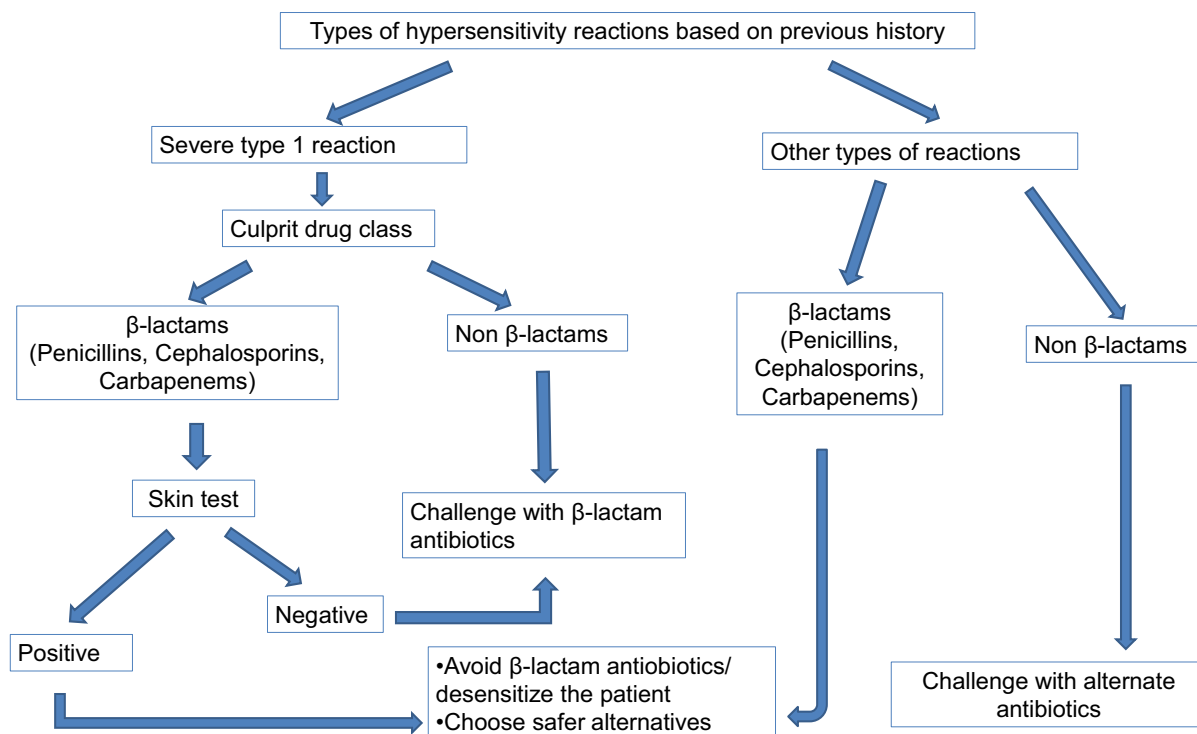 Types of hypersensitivity reactions based on previous history
Severe type 1 reaction
Other types of reactions
Culprit drug class
β-lactams
(Penicillins, Cephalosporins,
Carbapenems)
Non β-lactams
β-lactams
(Penicillins,
Cephalosporins,
Carbapenems)
Non β-lactams
Skin test
Challenge with β-lactam
antibiotics
Negative
Positive
•Avoid β-lactam antiobiotics/
desensitize the patient
•Choose safer alternatives
Challenge with alternate
antibiotics